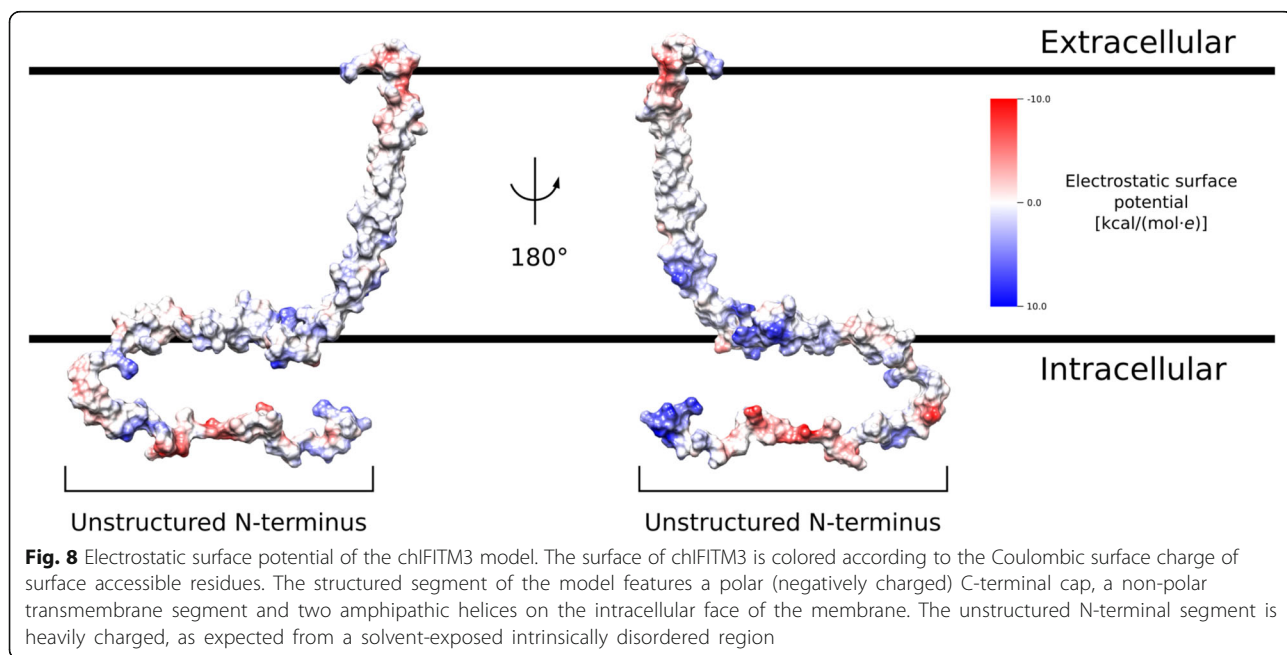 Extracellular
-10.0
Electrostatic surface
potential
[kcal/(mol·e)]
0.0
10.0
180°
Intracellular
Unstructured N-terminus
Unstructured N-terminus
Fig. 8 Electrostatic surface potential of the chIFITM3 model. The surface of chIFITM3 is colored according to the Coulombic surface charge of
surface accessible residues. The structured segment of the model features a polar (negatively charged) C-terminal cap, a non-polar
transmembrane segment and two amphipathic helices on the intracellular face of the membrane. The unstructured N-terminal segment is
heavily charged, as expected from a solvent-exposed intrinsically disordered region